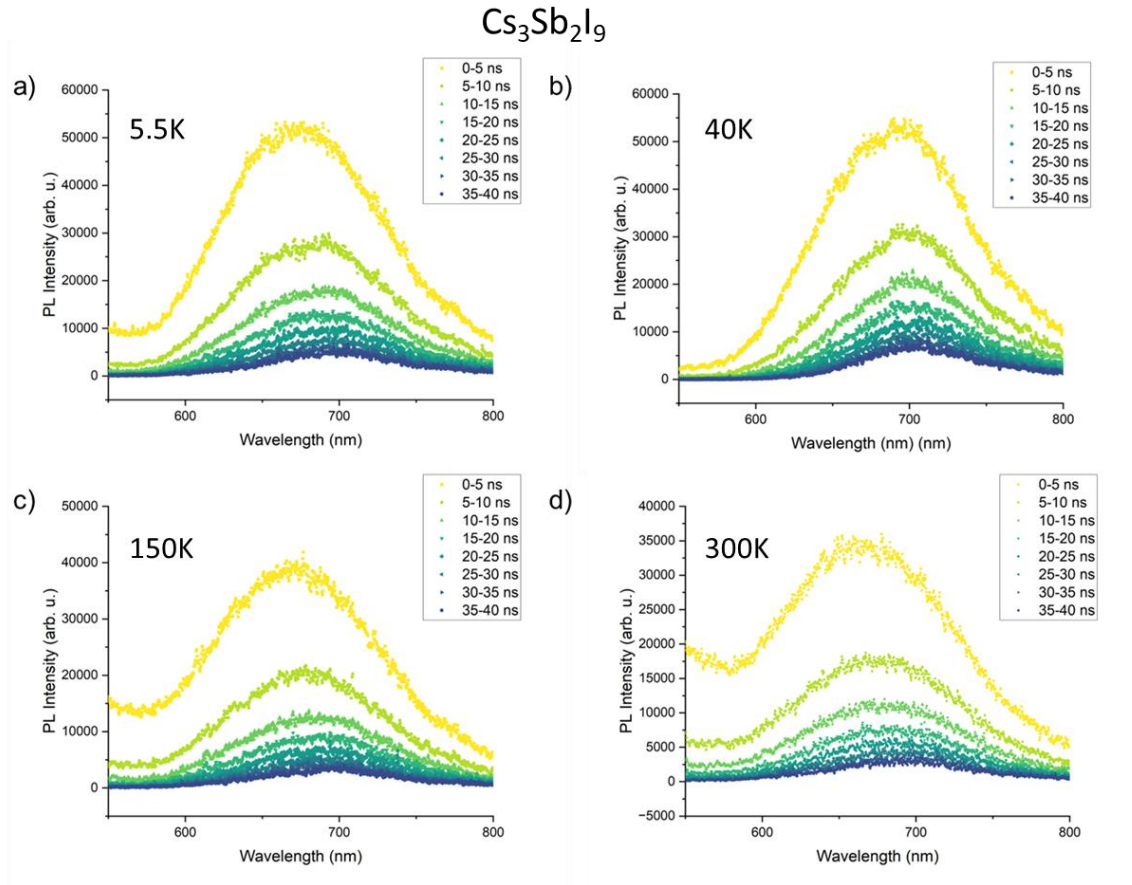 Cs₃Sb₂I₉
a)
5.5K
0-5 ns
5-10 ns
10-15 ns
15-20 ns
20-25 ns
25-30 ns
30-35 ns
35-40 ns
PL Intensity (arb. u.)
60000
50000
40000
30000
20000
10000
0
600 700 800
Wavelength (nm)
b)
40K
0-5 ns
5-10 ns
10-15 ns
15-20 ns
20-25 ns
25-30 ns
30-35 ns
35-40 ns
PL Intensity (arb. u.)
60000
50000
40000
30000
20000
10000
0
600 700 800
Wavelength (nm) (nm)
c)
150K
0-5 ns
5-10 ns
10-15 ns
15-20 ns
20-25 ns
25-30 ns
30-35 ns
35-40 ns
PL Intensity (arb. u.)
50000
40000
30000
20000
10000
0
600 700 800
Wavelength (nm)
d)
300K
0-5 ns
5-10 ns
10-15 ns
15-20 ns
20-25 ns
25-30 ns
30-35 ns
35-40 ns
PL Intensity (arb. u.)
40000
35000
30000
25000
20000
15000
10000
5000
0
−5000
600 700 800
Wavelength (nm)